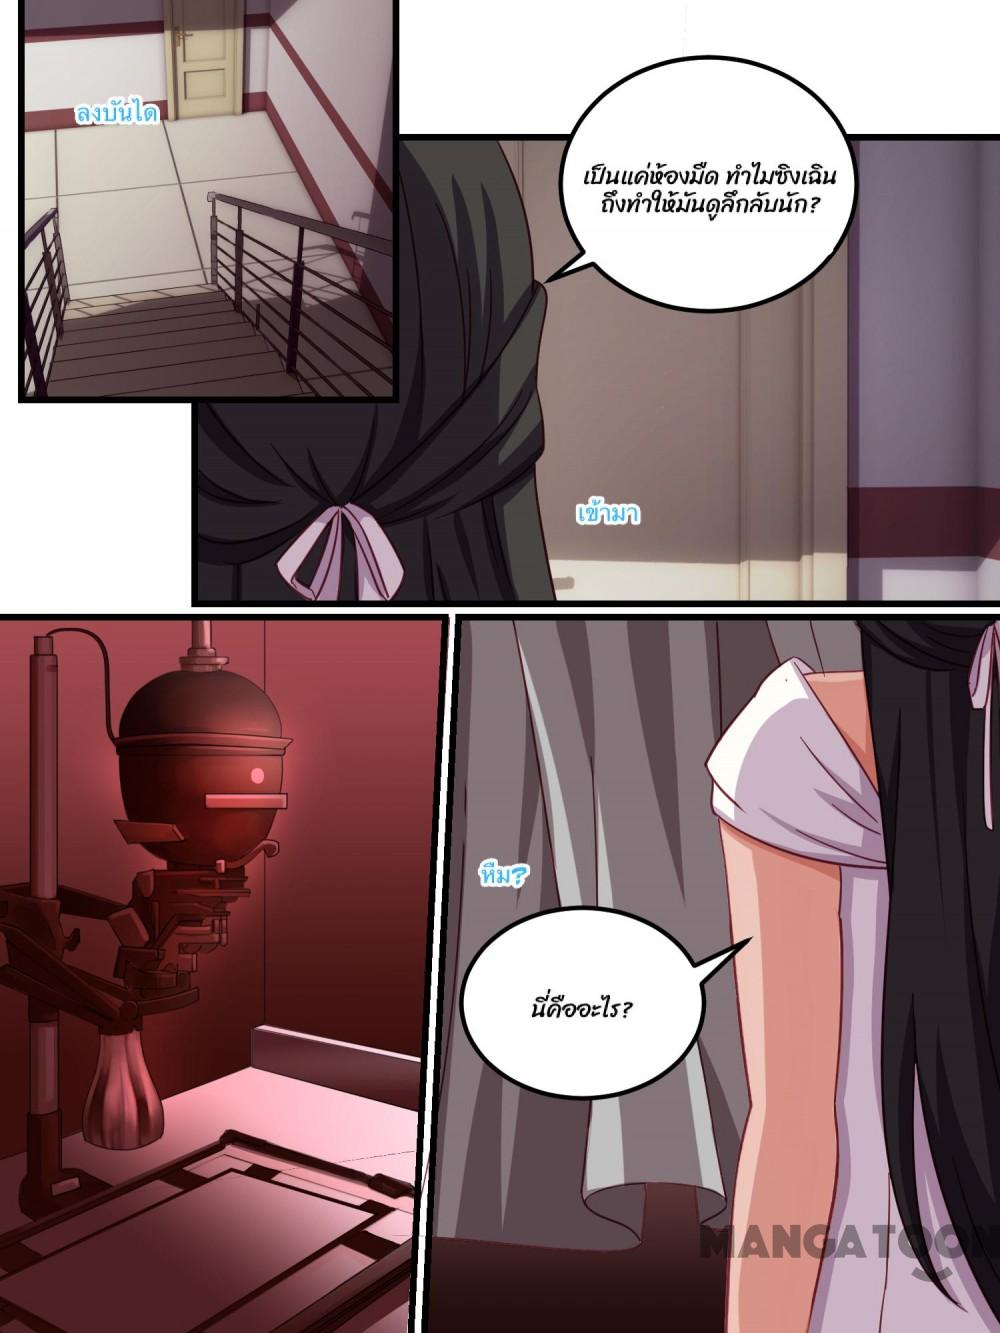 ลงบันได
เป็นแค่ห้องมืด ทำไมซิงเฉิน
ถึงทำให้มันดูลึกลับนัก?
เข้ามา
หืม?
นี่คืออะไร?
MANGATOON